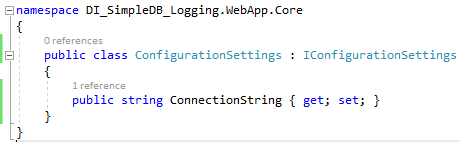 namespace DI_SimpleDB_Logging.WebApp.Core
{
0 references
public class ConfigurationSettings : IConfigurationSettings
{
1 reference
public string ConnectionString { get; set; }
}
}